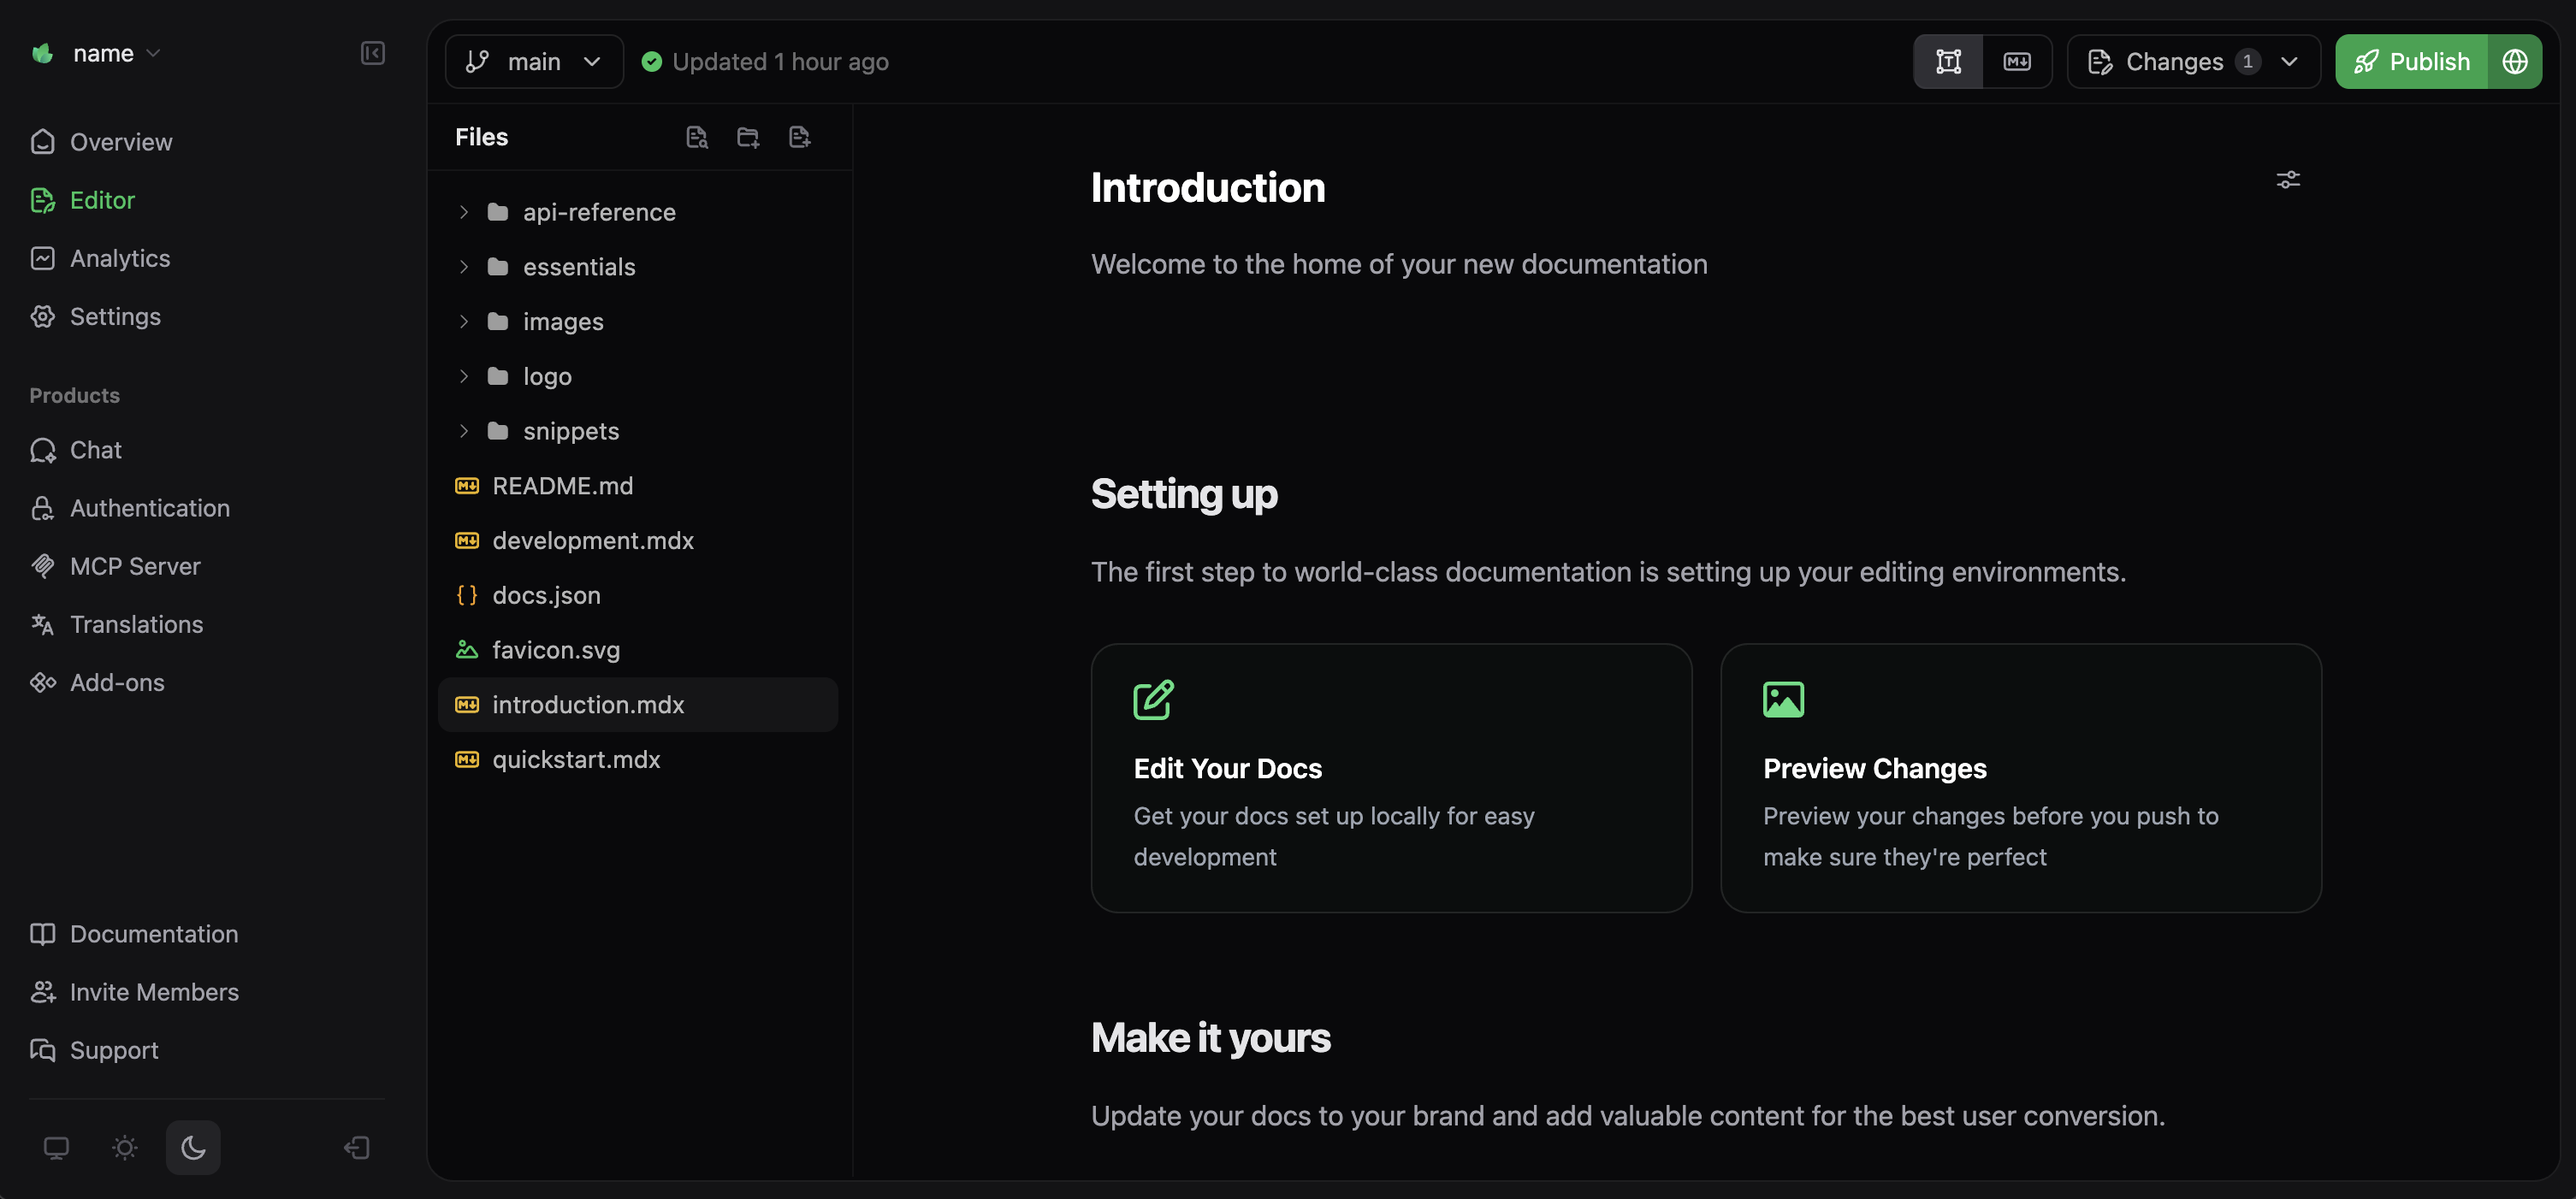 name
Overview
Editor
Analytics
Settings
Products
Chat
Authentication
MCP Server
Translations
Add-ons
Documentation
Invite Members
Support
main
Updated 1 hour ago
Changes 1
Publish
Files
api-reference
essentials
images
logo
snippets
README.md
development.mdx
docs.json
favicon.svg
introduction.mdx
quickstart.mdx
Introduction
Welcome to the home of your new documentation
Setting up
The first step to world-class documentation is setting up your editing environments.
Edit Your Docs
Get your docs set up locally for easy
development
Preview Changes
Preview your changes before you push to
make sure they're perfect
Make it yours
Update your docs to your brand and add valuable content for the best user conversion.